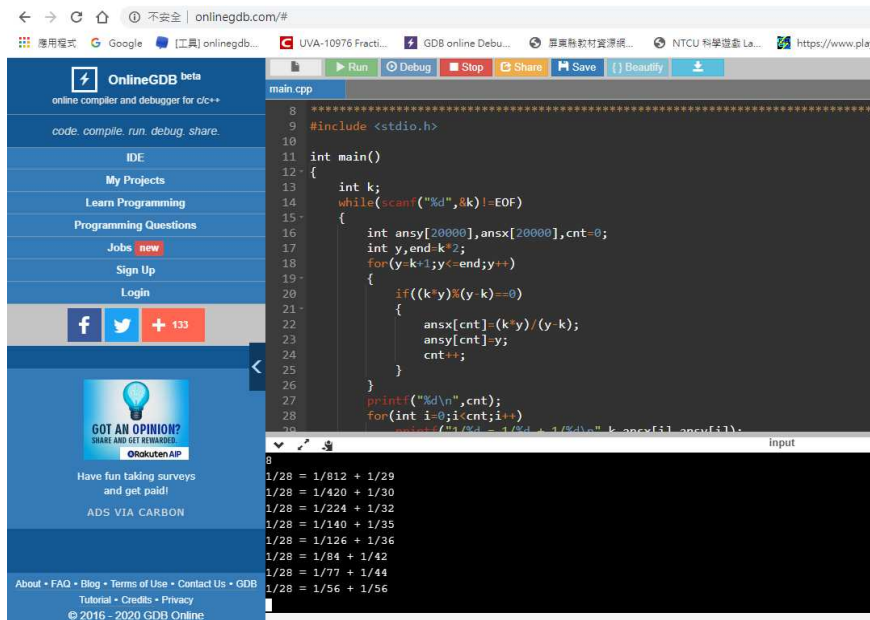 不安全 | onlinegdb.com/#
應用程式 Google [工具] onlinegdb... UVA-10976 Fracti... GDB online Debu... 屏東縣教材資源網... NTCU 科學遊戲 La... https://www.pla
OnlineGDB beta
online compiler and debugger for c/c++
code. compile. run. debug. share.
IDE
My Projects
Learn Programming
Programming Questions
Jobs new
Sign Up
Login
f + 133
GOT AN OPINION?
SHARE AND GET REWARDED.
Rakuten AIP
Have fun taking surveys
and get paid!
ADS VIA CARBON
About • FAQ • Blog • Terms of Use • Contact Us • GDB
Tutorial • Credits • Privacy
© 2016 - 2020 GDB Online
Run Debug Stop Share Save { } Beautify
main.cpp
8 ******************************************************************************
9 #include <stdio.h>
10
11 int main()
12 {
13 int k;
14 while(scanf("%d",&k)!=EOF)
15 {
16 int ansy[20000],ansx[20000],cnt=0;
17 int y,end=k*2;
18 for(y=k+1;y<=end;y++)
19 {
20 if((k*y)%(y-k)==0)
21 {
22 ansx[cnt]=(k*y)/(y-k);
23 ansy[cnt]=y;
24 cnt++;
25 }
26 }
27 printf("%d\n",cnt);
28 for(int i=0;i<cnt;i++)
29 printf("1/%d = 1/%d + 1/%d\n",k,ansx[i],ansy[i]);
input
8
1/28 = 1/812 + 1/29
1/28 = 1/420 + 1/30
1/28 = 1/224 + 1/32
1/28 = 1/140 + 1/35
1/28 = 1/126 + 1/36
1/28 = 1/84 + 1/42
1/28 = 1/77 + 1/44
1/28 = 1/56 + 1/56